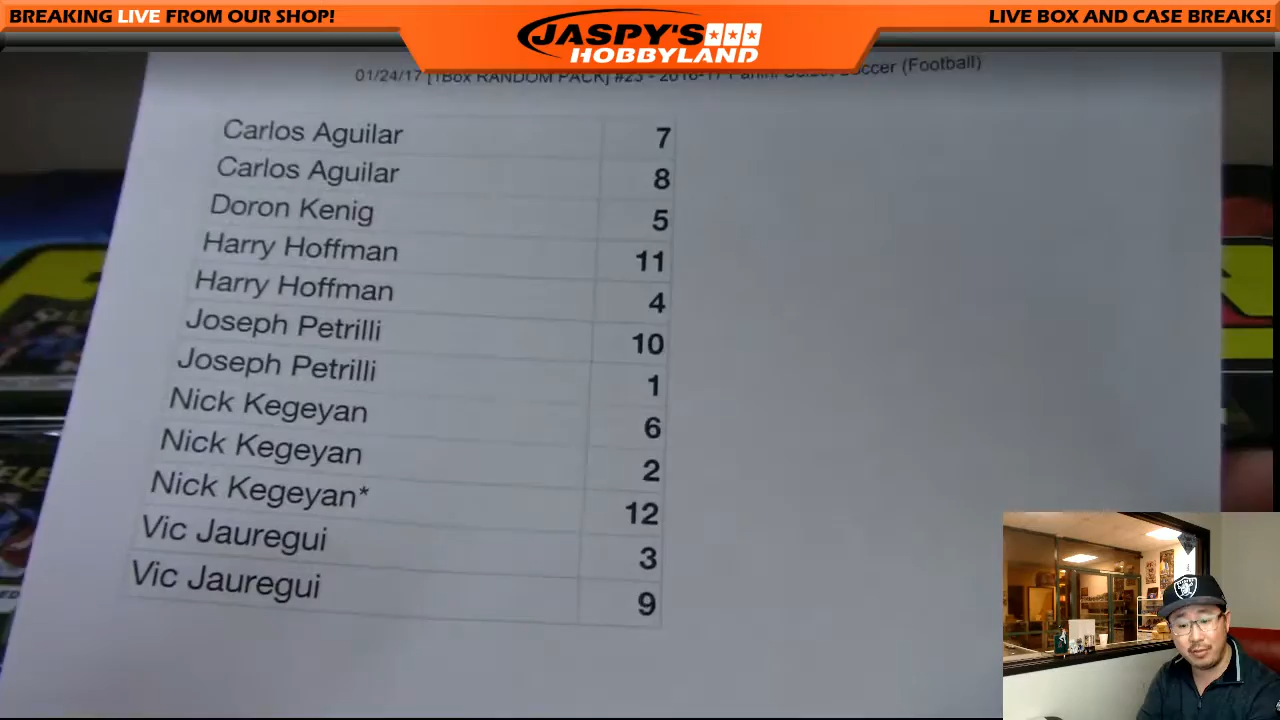 BREAKING LIVE FROM OUR SHOP!
JASPY'S
HOBBYLAND
LIVE BOX AND CASE BREAKS!
01/24/17 [1Box RANDOM PACK] #23 - 2016-17 Panini Select Soccer (Football)
Carlos Aguilar 7
Carlos Aguilar 8
Doron Kenig 5
Harry Hoffman 11
Harry Hoffman 4
Joseph Petrilli 10
Joseph Petrilli 1
Nick Kegeyan 6
Nick Kegeyan 2
Nick Kegeyan* 12
Vic Jauregui 3
Vic Jauregui 9